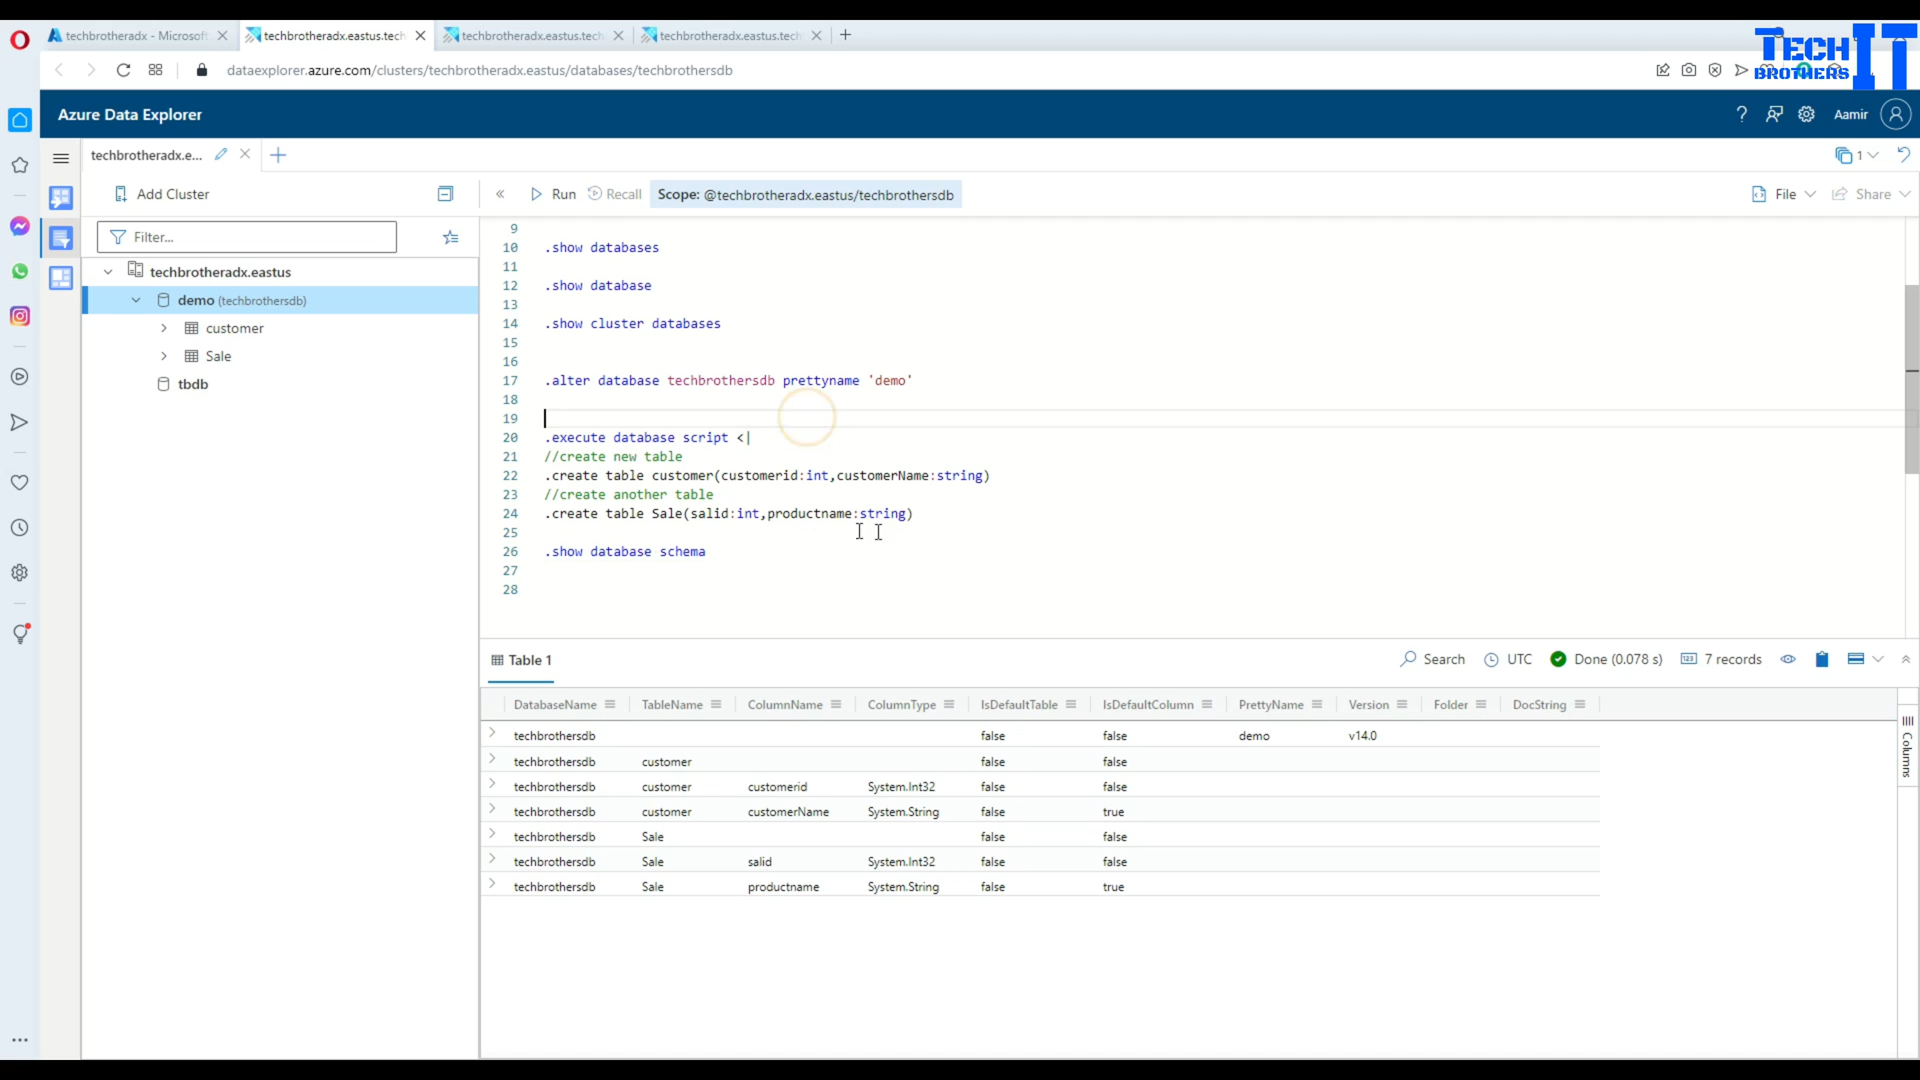 techbrotheradx - Microsoft
techbrotheradx.eastus.tech
techbrotheradx.eastus.tech
techbrotheradx.eastus.tech
TECH IT
BROTHERS
dataexplorer.azure.com/clusters/techbrotheradx.eastus/databases/techbrothersdb
Azure Data Explorer
Aamir
techbrotheradx.e...
1
Add Cluster
Run
Recall
Scope: @techbrotheradx.eastus/techbrothersdb
File
Share
Filter...
techbrotheradx.eastus
demo (techbrothersdb)
customer
Sale
tbdb
9
10 .show databases
11
12 .show database
13
14 .show cluster databases
15
16
17 .alter database techbrothersdb prettyname 'demo'
18
19
20 .execute database script <|
21 //create new table
22 .create table customer(customerid:int,customerName:string)
23 //create another table
24 .create table Sale(salid:int,productname:string)
25
26 .show database schema
27
28
Table 1
Search
UTC
Done (0.078 s)
7 records
DatabaseName TableName ColumnName ColumnType IsDefaultTable IsDefaultColumn PrettyName Version Folder DocString
techbrothersdb false false demo v14.0
techbrothersdb customer false false
techbrothersdb customer customerid System.Int32 false false
techbrothersdb customer customerName System.String false true
techbrothersdb Sale false false
techbrothersdb Sale salid System.Int32 false false
techbrothersdb Sale productname System.String false true
Columns